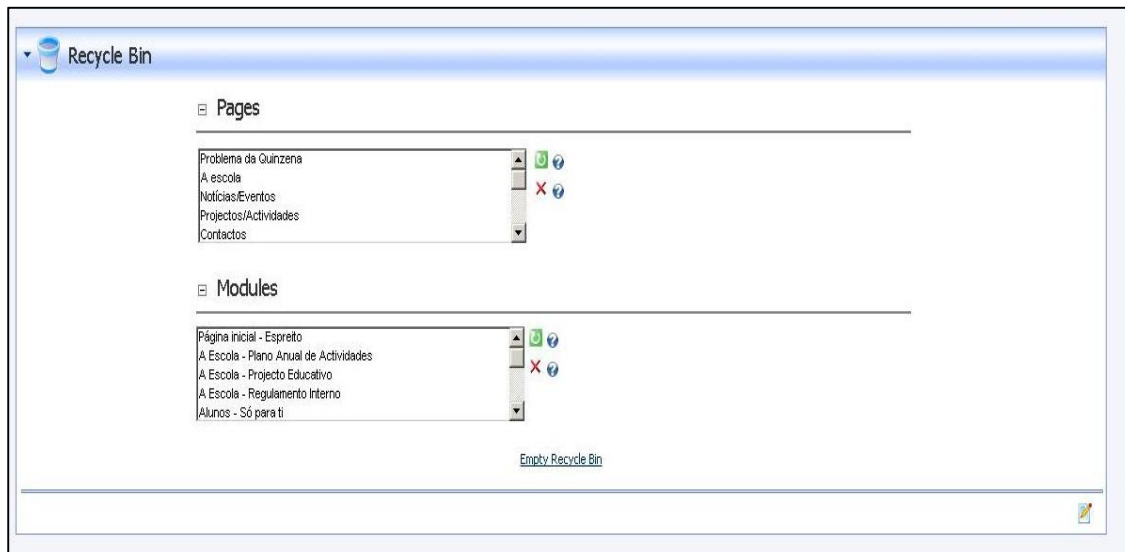 Recycle Bin
Pages
Problema da Quinzena
A escola
Notícias/Eventos
Projectos/Actividades
Contactos
Modules
Página inicial - Espreito
A Escola - Plano Anual de Actividades
A Escola - Projecto Educativo
A Escola - Regulamento Interno
Alunos - Só para ti
Empty Recycle Bin